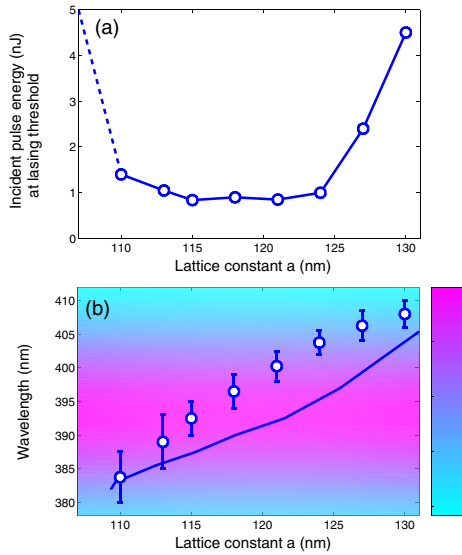 (a)
Incident pulse energy (nJ)
at lasing threshold
5
4
3
2
1
0
110 115 120 125 130
Lattice constant a (nm)
(b)
Wavelength (nm)
410
405
400
395
390
385
380
110 115 120 125 130
Lattice constant a (nm)